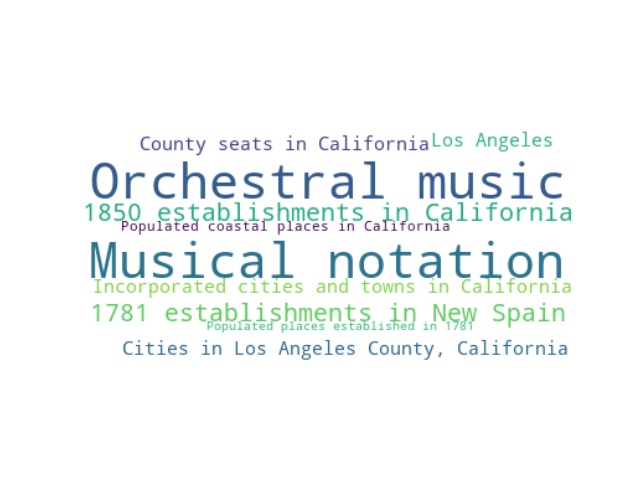 County seats in California
Los Angeles
Orchestral music
1850 establishments in California
Populated coastal places in California
Musical notation
Incorporated cities and towns in California
1781 establishments in New Spain
Populated places established in 1781
Cities in Los Angeles County, California